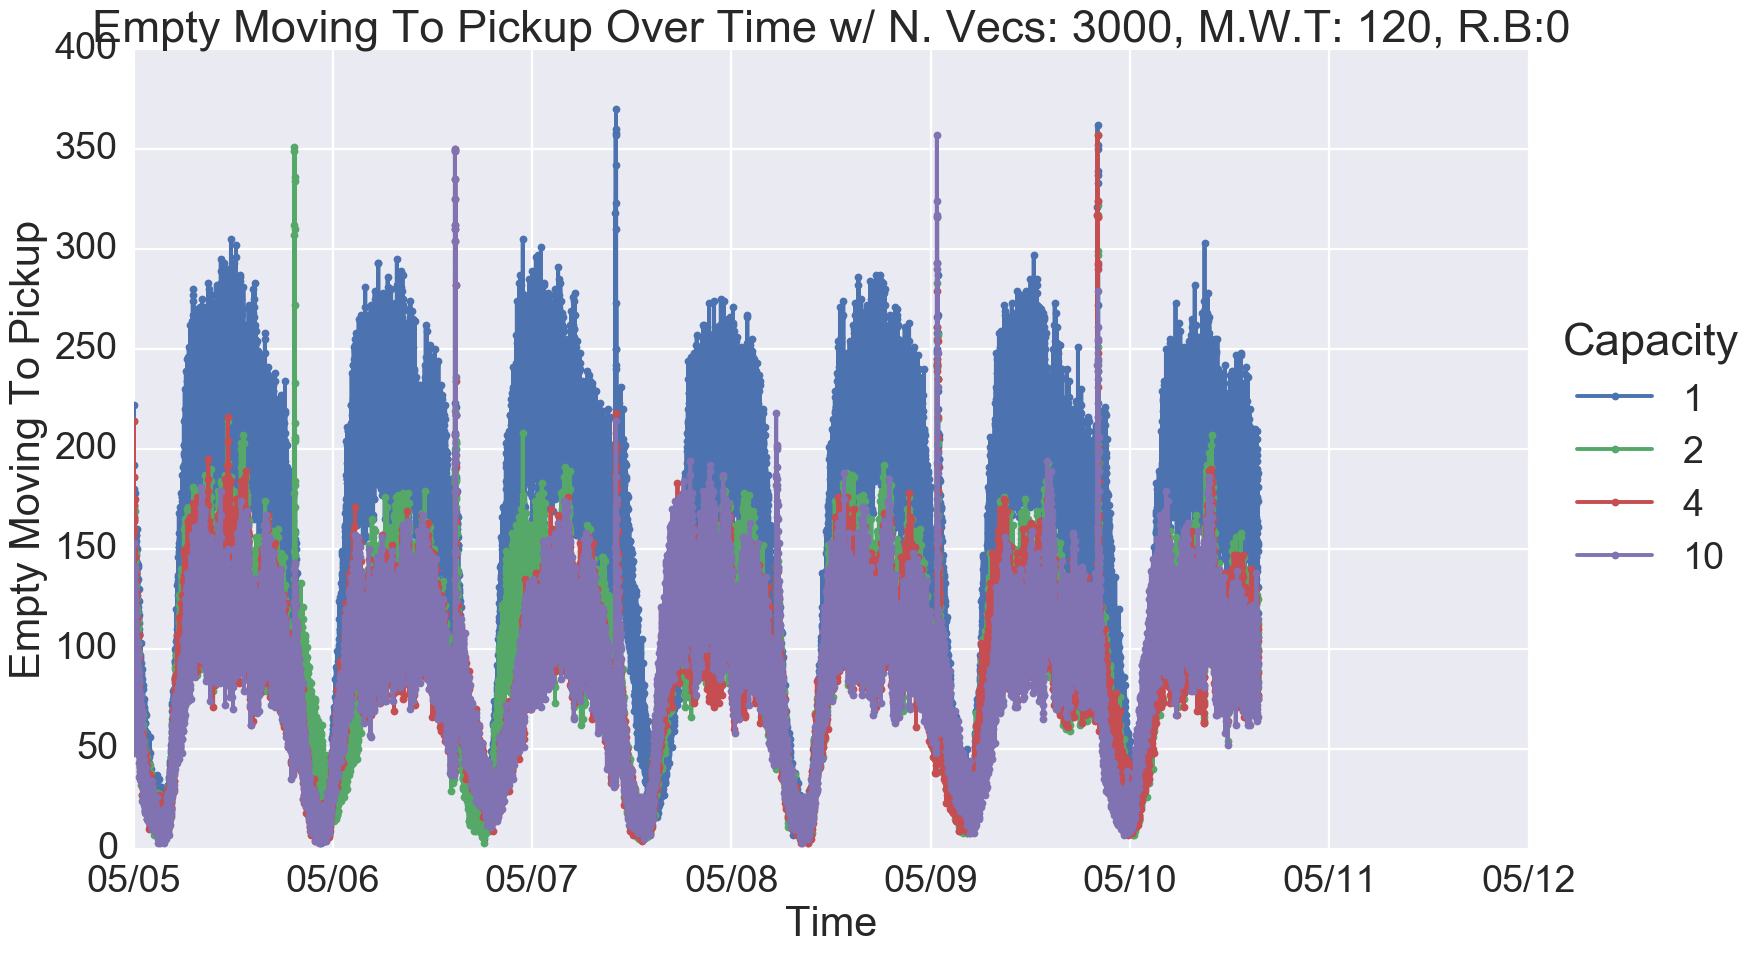 Empty Moving To Pickup Over Time w/ N. Vecs: 3000, M.W.T: 120, R.B:0
400
350
300
250
200
150
100
50
0
Empty Moving To Pickup
05/05 05/06 05/07 05/08 05/09 05/10 05/11 05/12
Time
Capacity
1
2
4
10